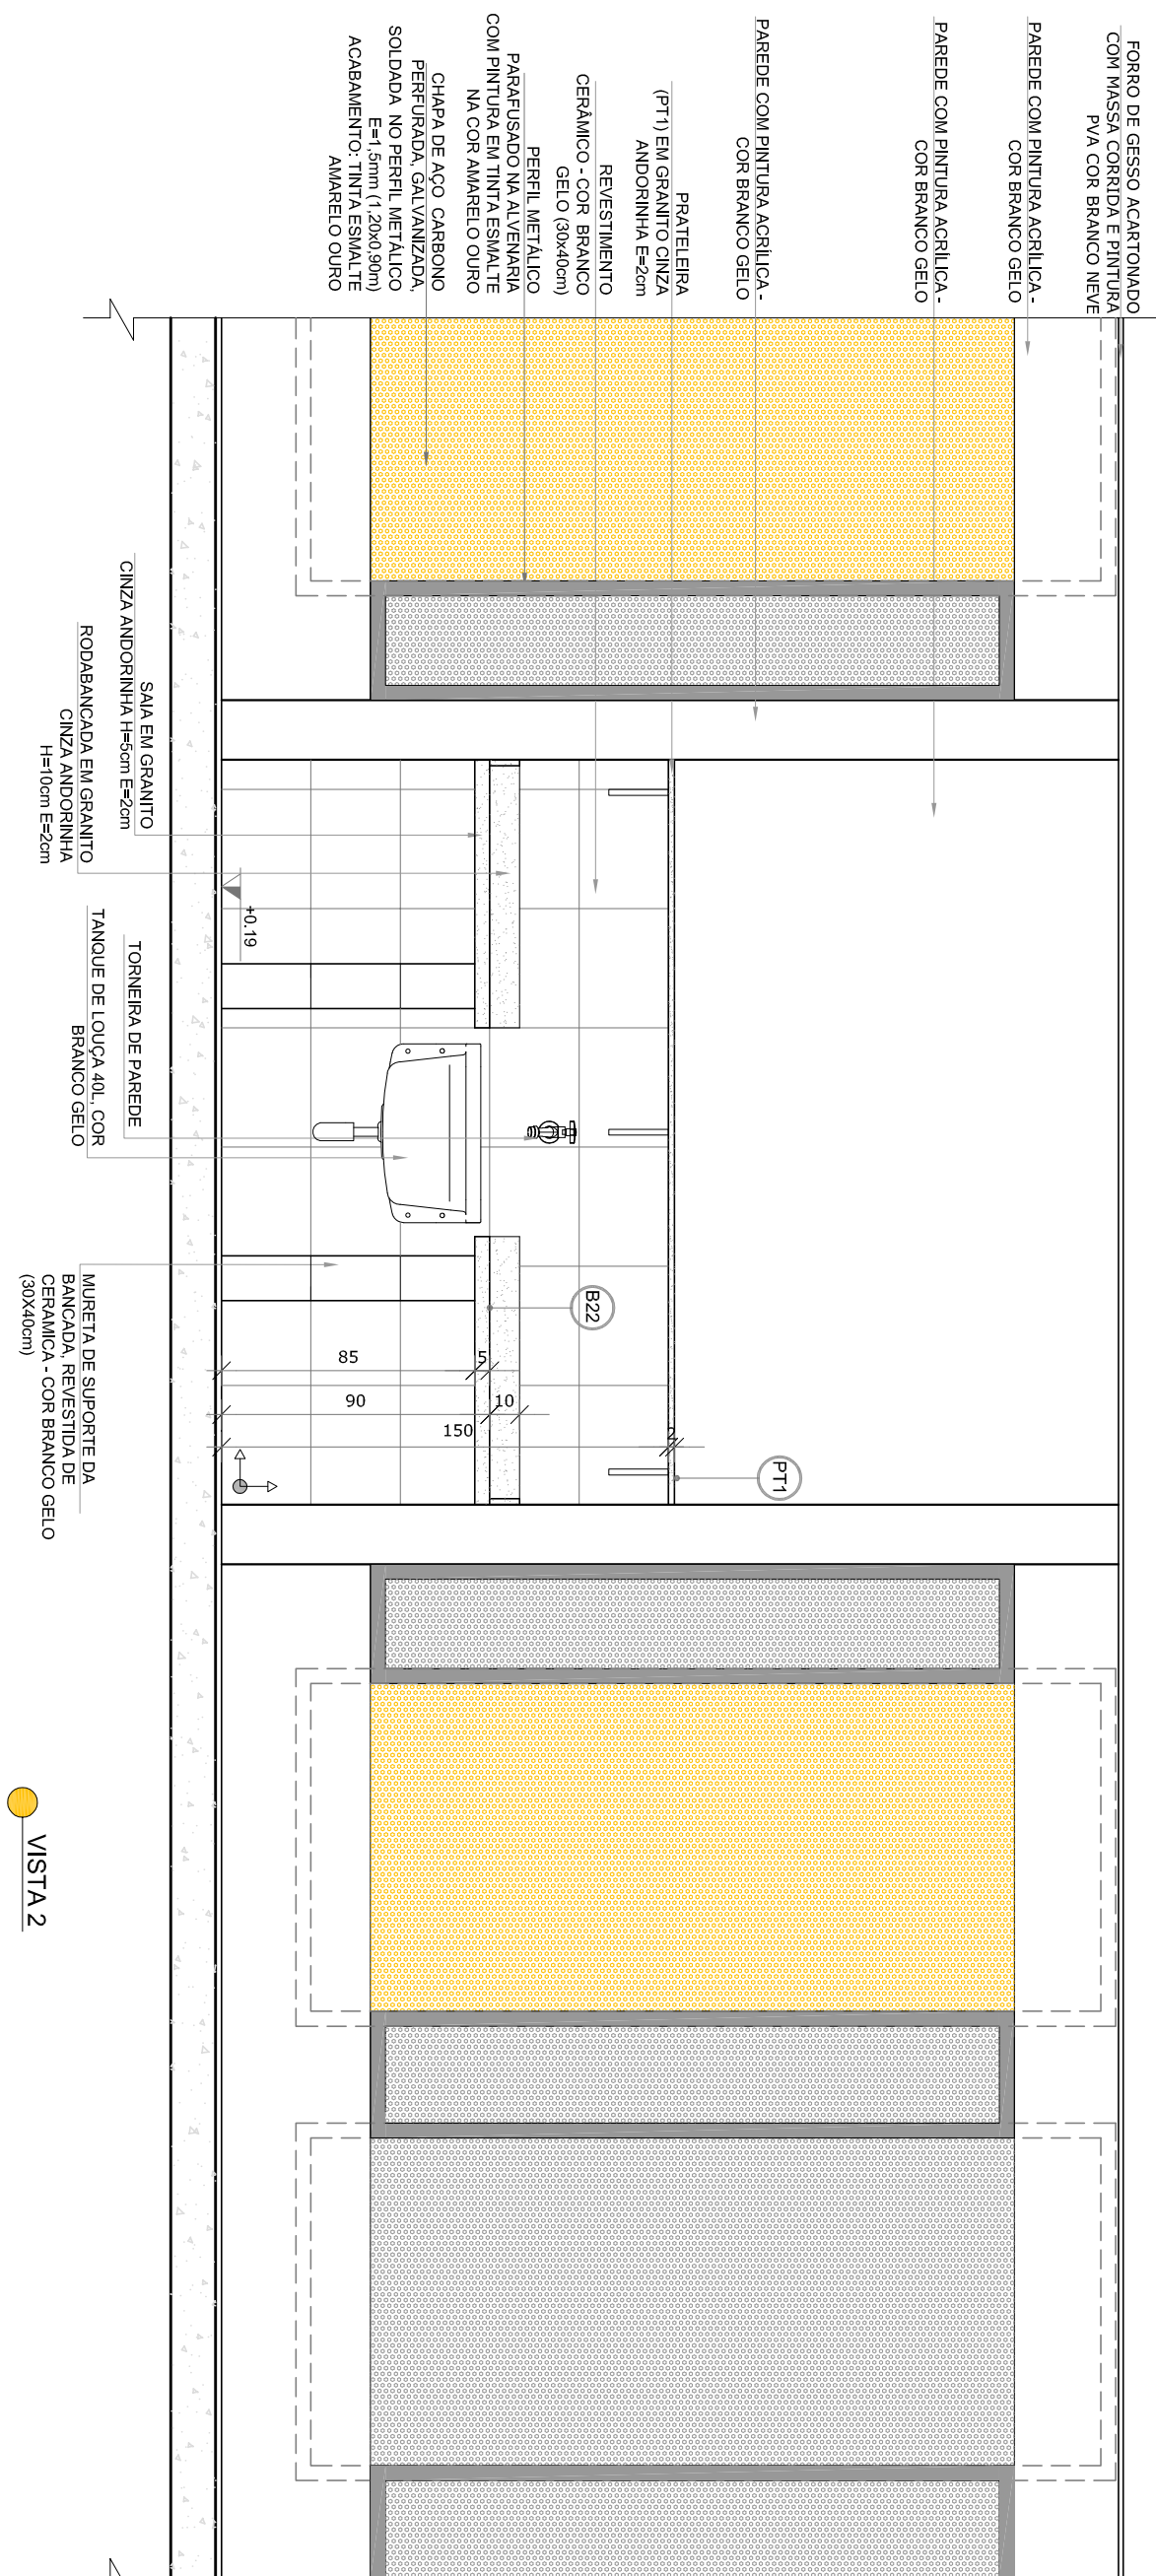 FORRO DE GESSO ACARTONADO
COM MASSA CORRIDA E PINTURA
PVA COR BRANCO NEVE
PAREDE COM PINTURA ACRÍLICA -
COR BRANCO GELO
PAREDE COM PINTURA ACRÍLICA -
COR BRANCO GELO
PAREDE COM PINTURA ACRÍLICA -
COR BRANCO GELO
PRATELEIRA
(PT1) EM GRANITO CINZA
ANDORINHA E=2cm
REVESTIMENTO
CERÂMICO - COR BRANCO
GELO (30x40cm)
PERFIL METÁLICO
PARAFUSADO NA ALVENARIA
COM PINTURA EM TINTA ESMALTE
NA COR AMARELO OURO
CHAPA DE AÇO CARBONO
PERFURADA, GALVANIZADA,
SOLDADA NO PERFIL METÁLICO
E=1,5mm (1,20x0,90m)
ACABAMENTO: TINTA ESMALTE
AMARELO OURO
PT1
B22
2
150
10
90
5
85
+0.19
SAIA EM GRANITO
CINZA ANDORINHA H=5cm E=2cm
RODABANCADA EM GRANITO
CINZA ANDORINHA
H=10cm E=2cm
TORNEIRA DE PAREDE
TANQUE DE LOUÇA 40L, COR
BRANCO GELO
MURETA DE SUPORTE DA
BANCADA, REVESTIDA DE
CERAMICA - COR BRANCO GELO
(30X40cm)
VISTA 2